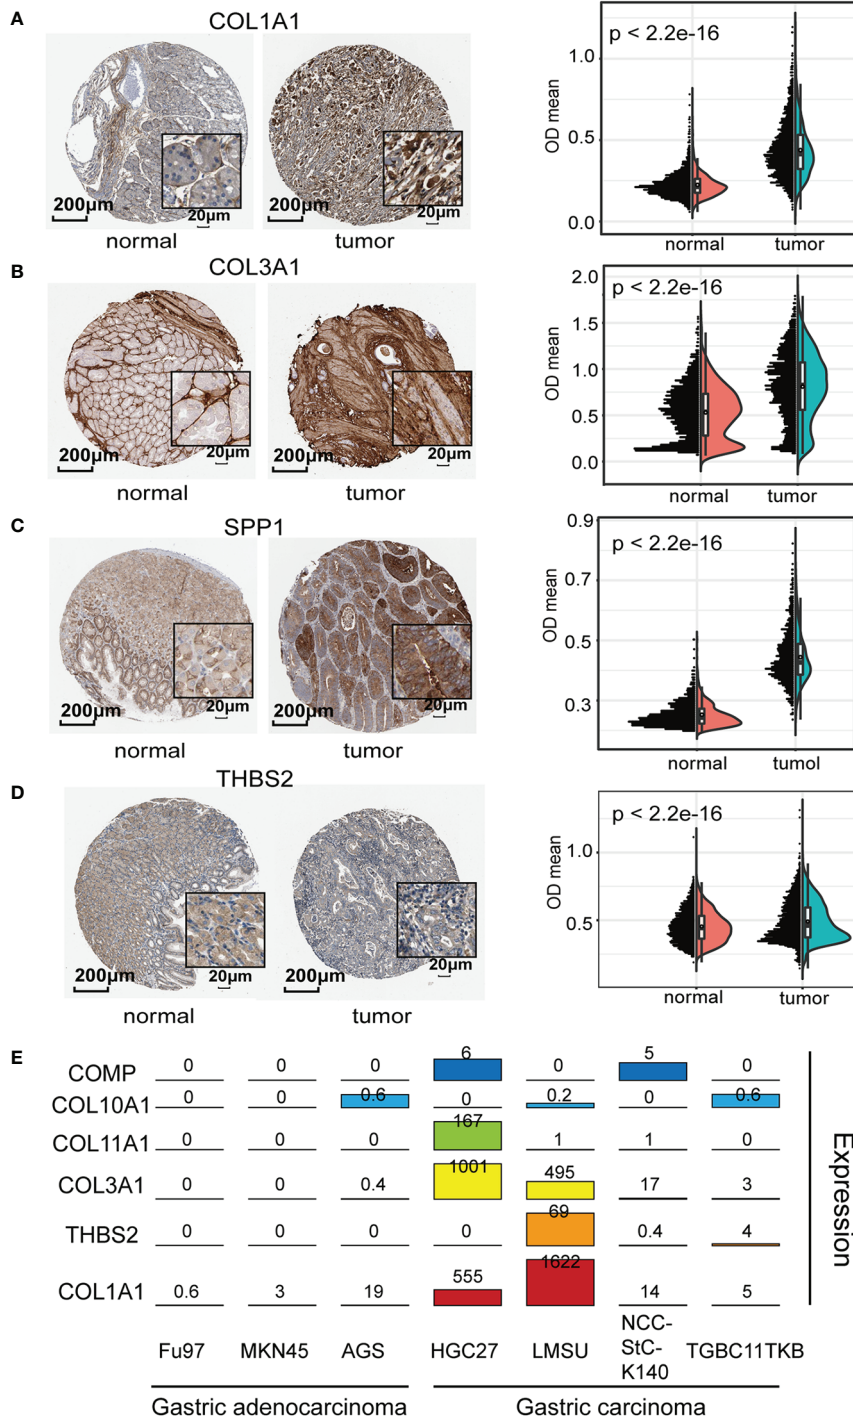 A
COL1A1
200µm
20µm
normal
200µm
20µm
tumor
OD mean
p < 2.2e-16
1.0
0.5
0.0
normal
tumor
B
COL3A1
200µm
20µm
normal
200µm
20µm
tumor
OD mean
p < 2.2e-16
2.0
1.5
1.0
0.5
0.0
normal
tumor
C
SPP1
200µm
20µm
normal
200µm
20µm
tumor
OD mean
p < 2.2e-16
0.9
0.7
0.5
0.3
normal
tumol
D
THBS2
200µm
20µm
normal
200µm
20µm
tumor
OD mean
p < 2.2e-16
1.0
0.5
normal
tumor
E
COMP 0 0 0 6 0 5 0
COL10A1 0 0 0.6 0 0.2 0 0.6
COL11A1 0 0 0 167 1 1 0
COL3A1 0 0 0.4 1001 495 17 3
THBS2 0 0 0 0 69 0.4 4
COL1A1 0.6 3 19 555 1622 14 5
Expression
Fu97 MKN45 AGS HGC27 LMSU NCC-StC-K140 TGBC11TKB
Gastric adenocarcinoma Gastric carcinoma